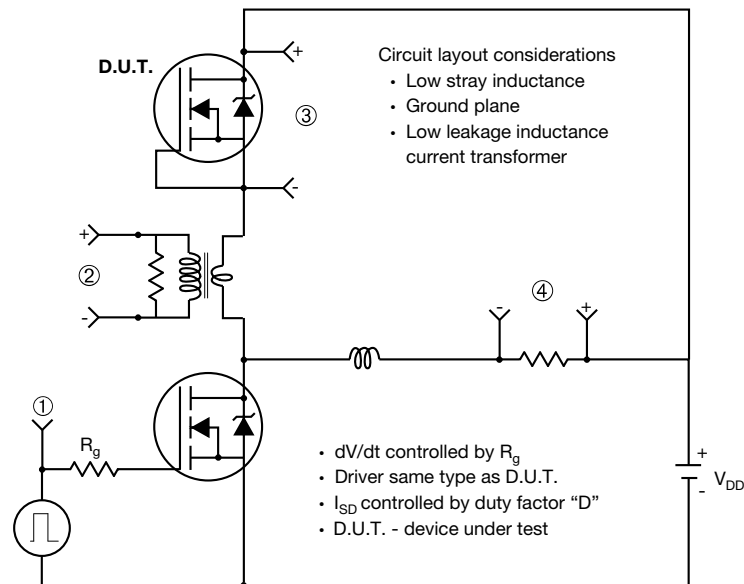 D.U.T.
+
Circuit layout considerations
• Low stray inductance
• Ground plane
• Low leakage inductance
current transformer
③
-
+
②
-
④
- +
①
Rg
• dV/dt controlled by Rg
• Driver same type as D.U.T.
• ISD controlled by duty factor “D”
• D.U.T. - device under test
+
VDD
-